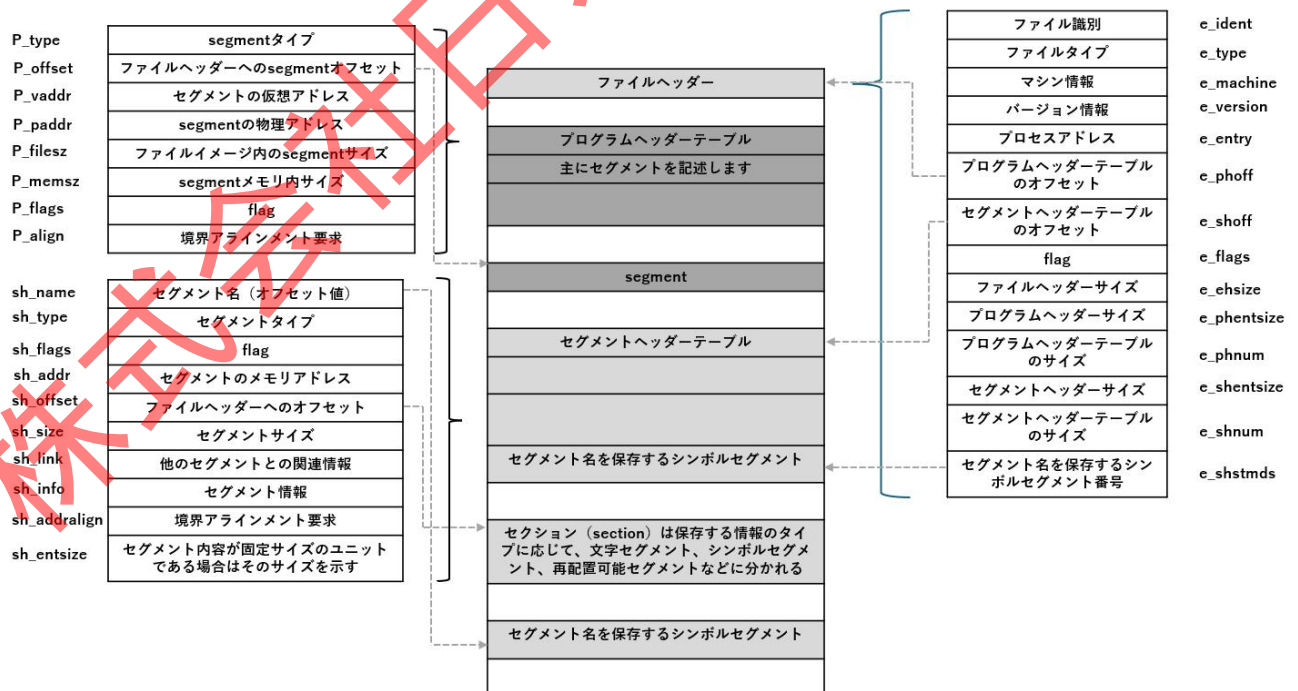 P_type
segmentタイプ
P_offset
ファイルヘッダーへのsegmentオフセット
P_vaddr
セグメントの仮想アドレス
P_paddr
segmentの物理アドレス
P_filesz
ファイルイメージ内のsegmentサイズ
P_memsz
segmentメモリ内サイズ
P_flags
flag
P_align
境界アラインメント要求
sh_name
セグメント名（オフセット値）
sh_type
セグメントタイプ
sh_flags
flag
sh_addr
セグメントのメモリアドレス
sh_offset
ファイルヘッダーへのオフセット
sh_size
セグメントサイズ
sh_link
他のセグメントとの関連情報
sh_info
セグメント情報
sh_addralign
境界アラインメント要求
sh_entsize
セグメント内容が固定サイズのユニット
である場合はそのサイズを示す
ファイルヘッダー
プログラムヘッダーテーブル
主にセグメントを記述します
segment
セグメントヘッダーテーブル
セグメント名を保存するシンボルセグメント
セクション（section）は保存する情報のタイ
プに応じて、文字セグメント、シンボルセグメ
ント、再配置可能セグメントなどに分かれる
セグメント名を保存するシンボルセグメント
ファイル識別
e_ident
ファイルタイプ
e_type
マシン情報
e_machine
バージョン情報
e_version
プロセスアドレス
e_entry
プログラムヘッダーテーブル
のオフセット
e_phoff
セグメントヘッダーテーブル
のオフセット
e_shoff
flag
e_flags
ファイルヘッダーサイズ
e_ehsize
プログラムヘッダーサイズ
e_phentsize
プログラムヘッダーテーブル
のサイズ
e_phnum
セグメントヘッダーサイズ
e_shentsize
セグメントヘッダーテーブル
のサイズ
e_shnum
セグメント名を保存するシン
ボルセグメント番号
e_shstmds
株式会社日